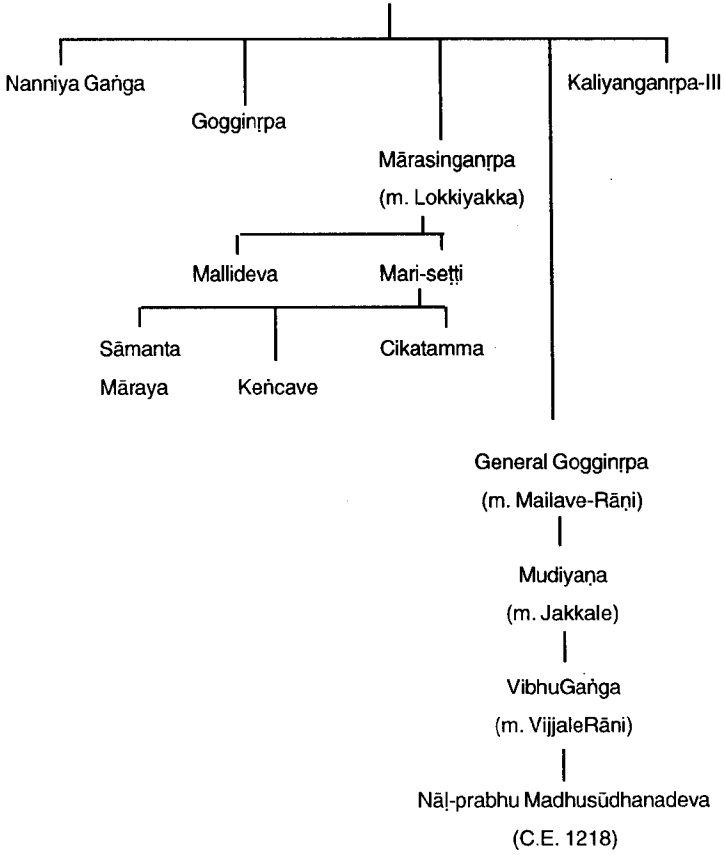 Nanniya Gaṅga
Kaliyanganṛpa-III
Gogginṛpa
Mārasinganṛpa
(m. Lokkiyakka)
Mallideva
Mari-seṭṭi
Sāmanta
Māraya
Keṅcave
Cikatamma
General Gogginṛpa
(m. Mailave-Rāṇi)
Mudiyaṇa
(m. Jakkale)
VibhuGaṅga
(m. VijjaleRāni)
Nāḷ-prabhu Madhusūdhanadeva
(C.E. 1218)